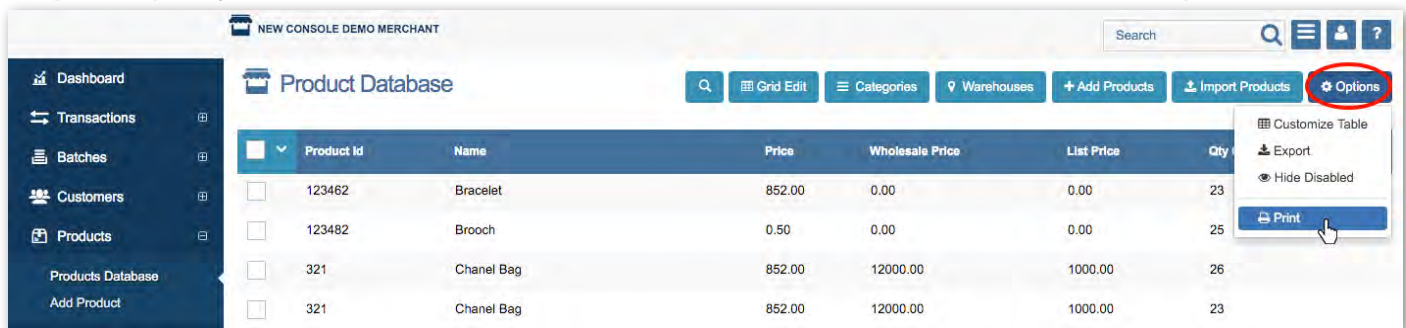 NEW CONSOLE DEMO MERCHANT
Search
?
Dashboard
Transactions
Batches
Customers
Products
Products Database
Add Product
Product Database
Grid Edit
Categories
Warehouses
+ Add Products
Import Products
Options
Customize Table
Export
Hide Disabled
Print
Product Id Name Price Wholesale Price List Price Qty
123462 Bracelet 852.00 0.00 0.00 23
123482 Brooch 0.50 0.00 0.00 25
321 Chanel Bag 852.00 12000.00 1000.00 26
321 Chanel Bag 852.00 12000.00 1000.00 23